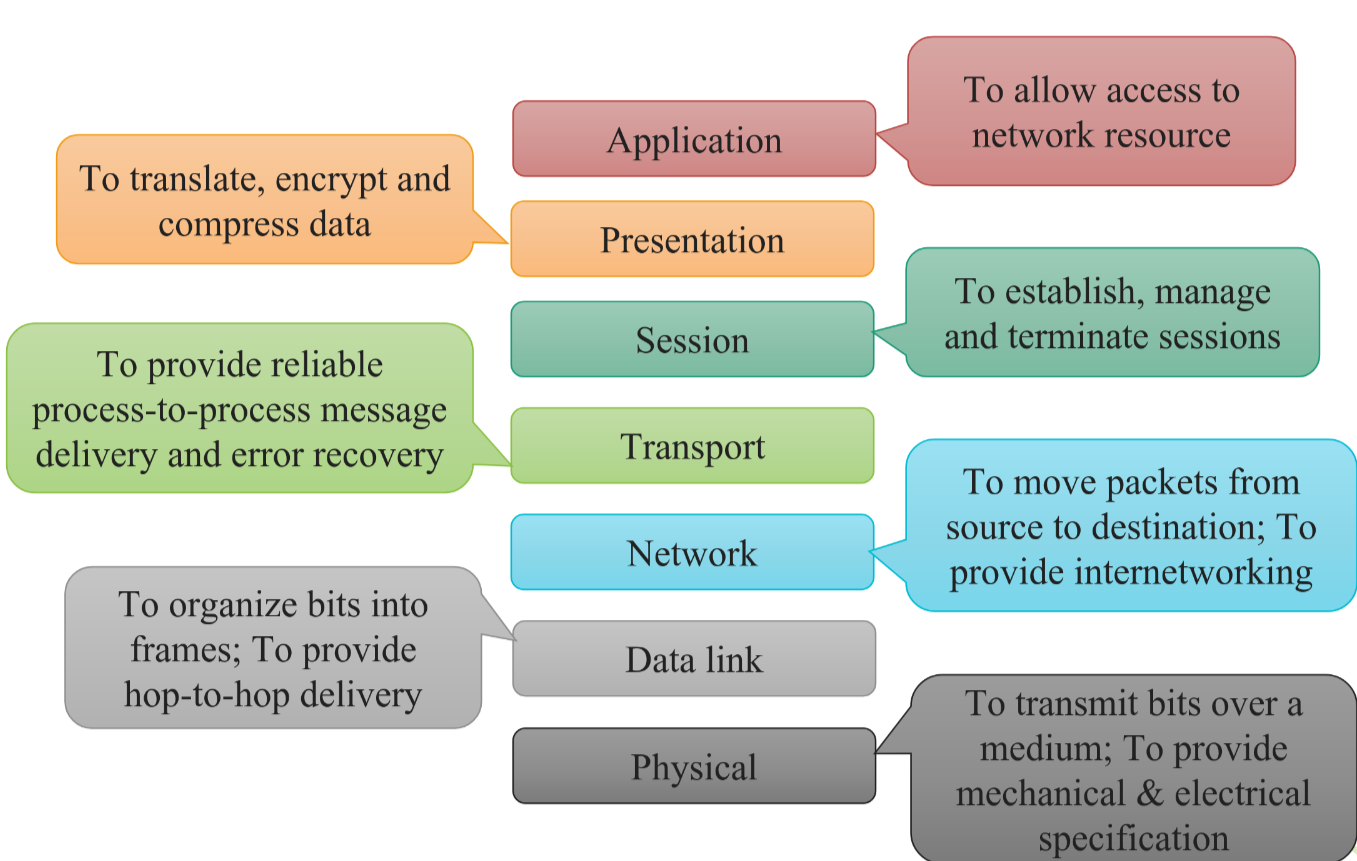 To allow access to
network resource
Application
To translate, encrypt and
compress data
Presentation
To establish, manage
and terminate sessions
Session
To provide reliable
process-to-process message
delivery and error recovery
Transport
To move packets from
source to destination; To
provide internetworking
Network
To organize bits into
frames; To provide
hop-to-hop delivery
Data link
To transmit bits over a
medium; To provide
mechanical & electrical
specification
Physical